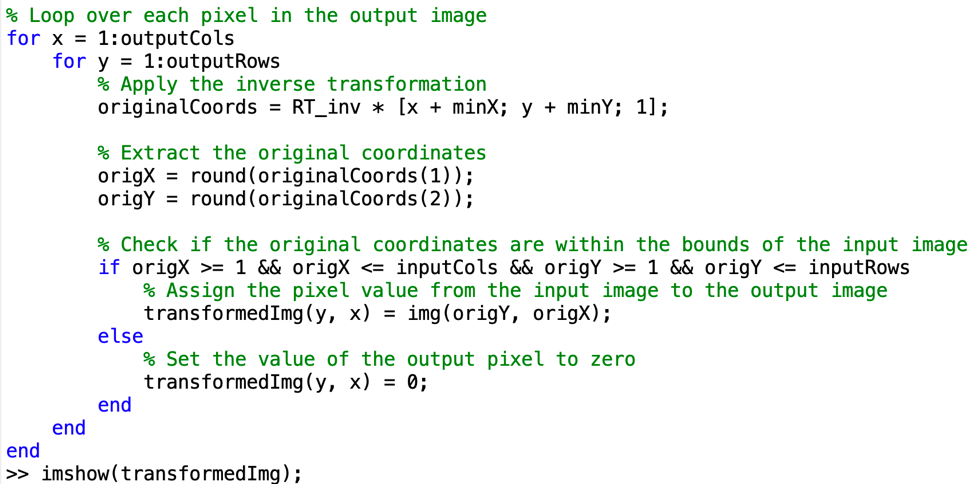 % Loop over each pixel in the output image
for x = 1:outputCols
    for y = 1:outputRows
        % Apply the inverse transformation
        originalCoords = RT_inv * [x + minX; y + minY; 1];

        % Extract the original coordinates
        origX = round(originalCoords(1));
        origY = round(originalCoords(2));

        % Check if the original coordinates are within the bounds of the input image
        if origX >= 1 && origX <= inputCols && origY >= 1 && origY <= inputRows
            % Assign the pixel value from the input image to the output image
            transformedImg(y, x) = img(origY, origX);
        else
            % Set the value of the output pixel to zero
            transformedImg(y, x) = 0;
        end
    end
end
>> imshow(transformedImg);